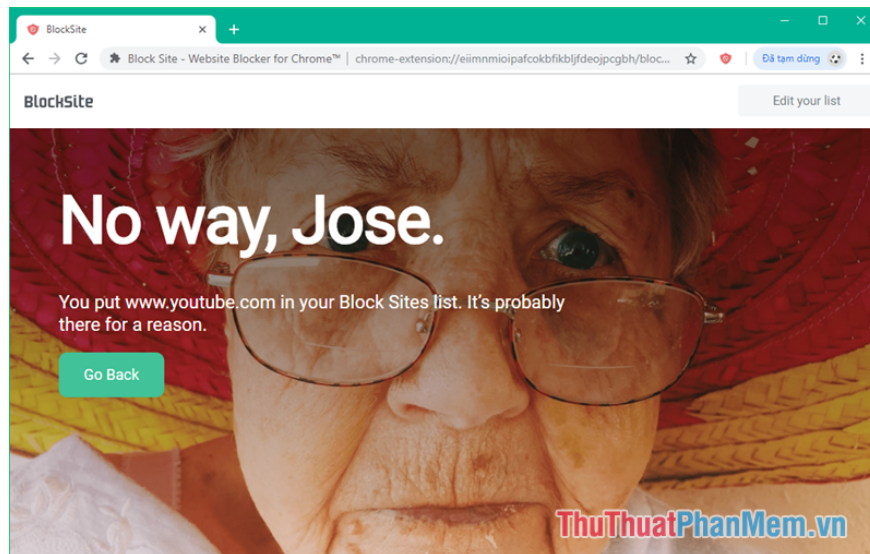 BlockSite
Block Site - Website Blocker for Chrome™ | chrome-extension://eiimnmioipafcokbfikbljfdeojpcgbh/bloc...
Đã tạm dừng
BlockSite
Edit your list
No way, Jose.
You put www.youtube.com in your Block Sites list. It's probably
there for a reason.
Go Back
ThuThuatPhanMem.vn